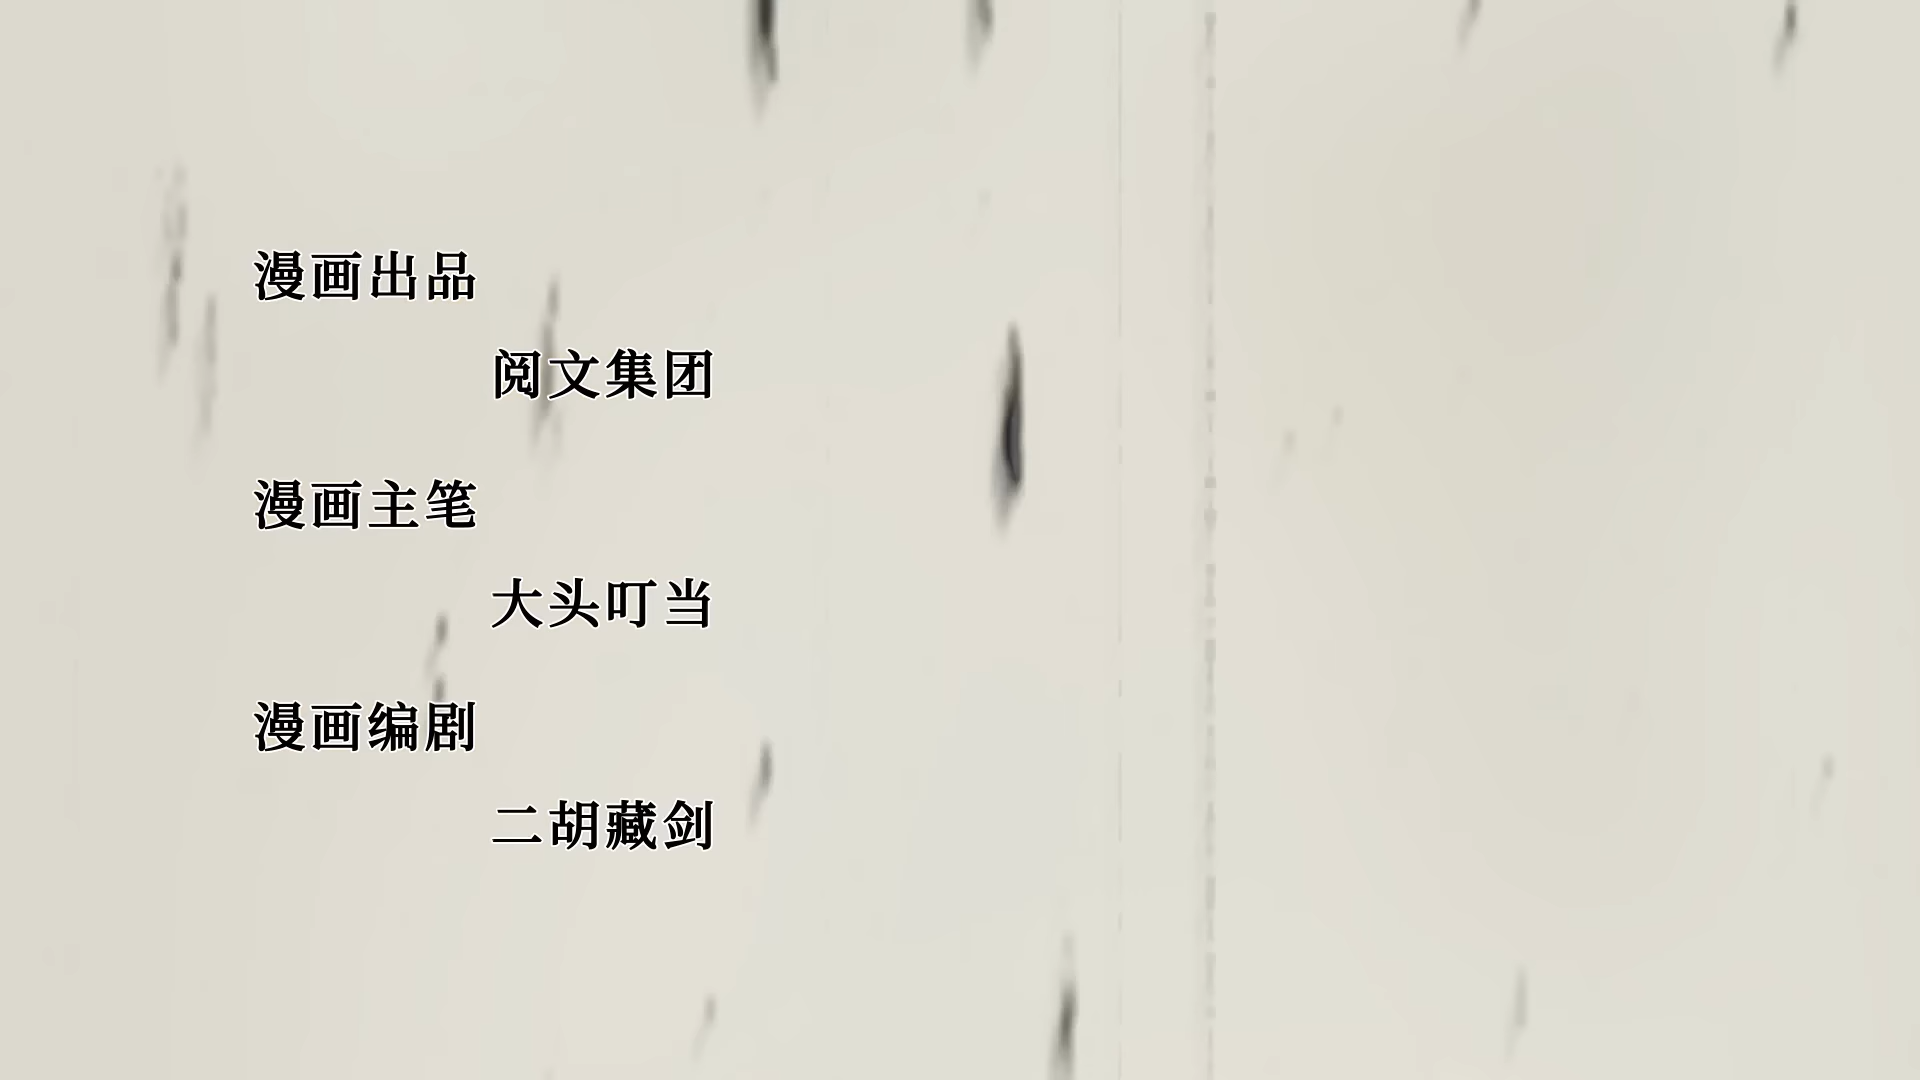 漫画出品
阅文集团
漫画主笔
大头叮当
漫画编剧
二胡藏剑